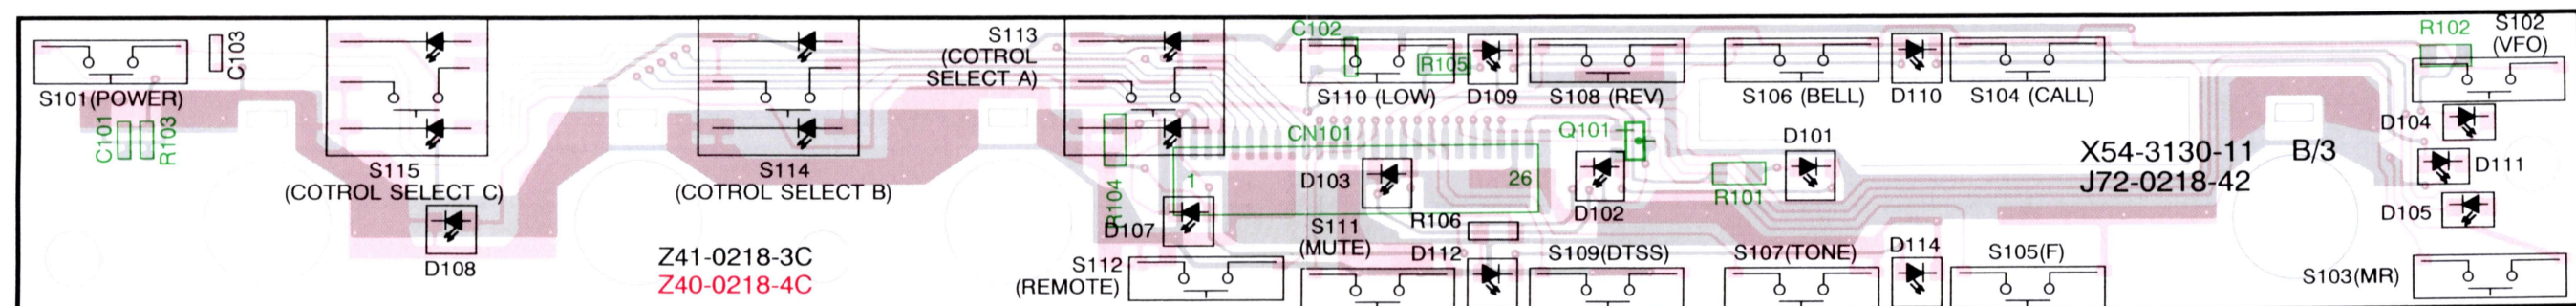 C103
S101(POWER)
C101
R103
S115
(COTROL SELECT C)
D108
S114
(COTROL SELECT B)
Z41-0218-3C
Z40-0218-4C
S113
(COTROL
SELECT A)
R104
D107
S112
(REMOTE)
CN101
1
26
C102
R105
S110 (LOW)
D109
S108 (REV)
S106 (BELL)
D110
S104 (CALL)
D103
Q101
D102
D101
R101
S111
(MUTE)
R106
D112
S109(DTSS)
S107(TONE)
D114
S105(F)
X54-3130-11 B/3
J72-0218-42
R102
S102
(VFO)
D104
D111
D105
S103(MR)